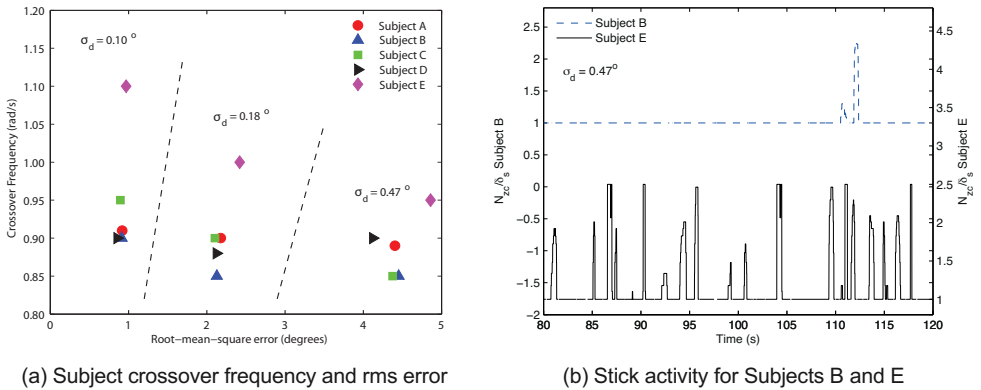 1.20
1.15
1.10
1.05
1.00
0.95
0.90
0.85
0.80
Crossover Frequency (rad/s)
σd = 0.10 °
σd = 0.18 °
σd = 0.47 °
Subject A
Subject B
Subject C
Subject D
Subject E
0 1 2 3 4 5
Root−mean−square error (degrees)
(a) Subject crossover frequency and rms error
2.5
2
1.5
1
0.5
0
−0.5
−1
−1.5
−2
Nzc/δs Subject B
Subject B
Subject E
σd = 0.47°
4.5
4
3.5
3
2.5
2
1.5
1
Nzc/δs Subject E
80 85 90 95 100 105 110 115 120
Time (s)
(b) Stick activity for Subjects B and E